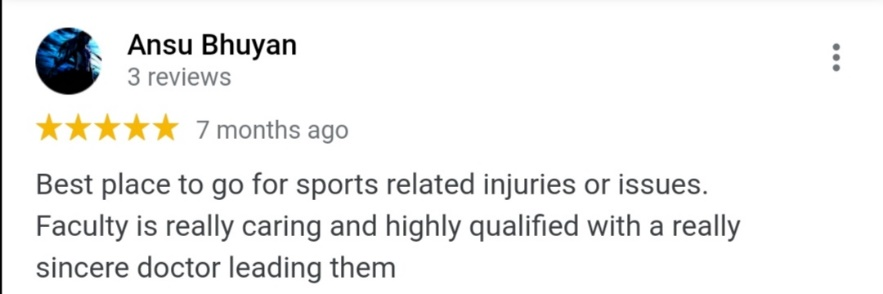 Ansu Bhuyan
3 reviews
7 months ago
Best place to go for sports related injuries or issues.
Faculty is really caring and highly qualified with a really
sincere doctor leading them